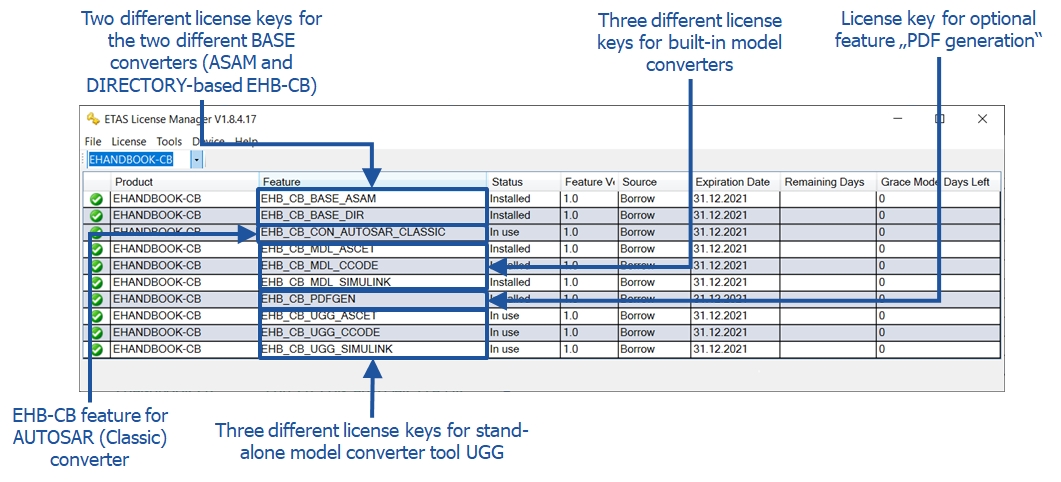 Two different license keys for
the two different BASE
converters (ASAM and
DIRECTORY-based EHB-CB)
Three different license
keys for built-in model
converters
License key for optional
feature „PDF generation“
ETAS License Manager V1.8.4.17
File License Tools Device Help
EHANDBOOK-CB
Product Feature Status Feature Ve Source Expiration Date Remaining Days Grace Mode Days Left
EHANDBOOK-CB EHB_CB_BASE_ASAM Installed 1.0 Borrow 31.12.2021 0
EHANDBOOK-CB EHB_CB_BASE_DIR Installed 1.0 Borrow 31.12.2021 0
EHANDBOOK-CB EHB_CB_CON_AUTOSAR_CLASSIC In use 1.0 Borrow 31.12.2021 0
EHANDBOOK-CB EHB_CB_MDL_ASCET Installed 1.0 Borrow 31.12.2021 0
EHANDBOOK-CB EHB_CB_MDL_CCODE Installed 1.0 Borrow 31.12.2021 0
EHANDBOOK-CB EHB_CB_MDL_SIMULINK Installed 1.0 Borrow 31.12.2021 0
EHANDBOOK-CB EHB_CB_PDFGEN Installed 1.0 Borrow 31.12.2021 0
EHANDBOOK-CB EHB_CB_UGG_ASCET In use 1.0 Borrow 31.12.2021 0
EHANDBOOK-CB EHB_CB_UGG_CCODE In use 1.0 Borrow 31.12.2021 0
EHANDBOOK-CB EHB_CB_UGG_SIMULINK In use 1.0 Borrow 31.12.2021 0
EHB-CB feature for
AUTOSAR (Classic)
converter
Three different license keys for stand-
alone model converter tool UGG